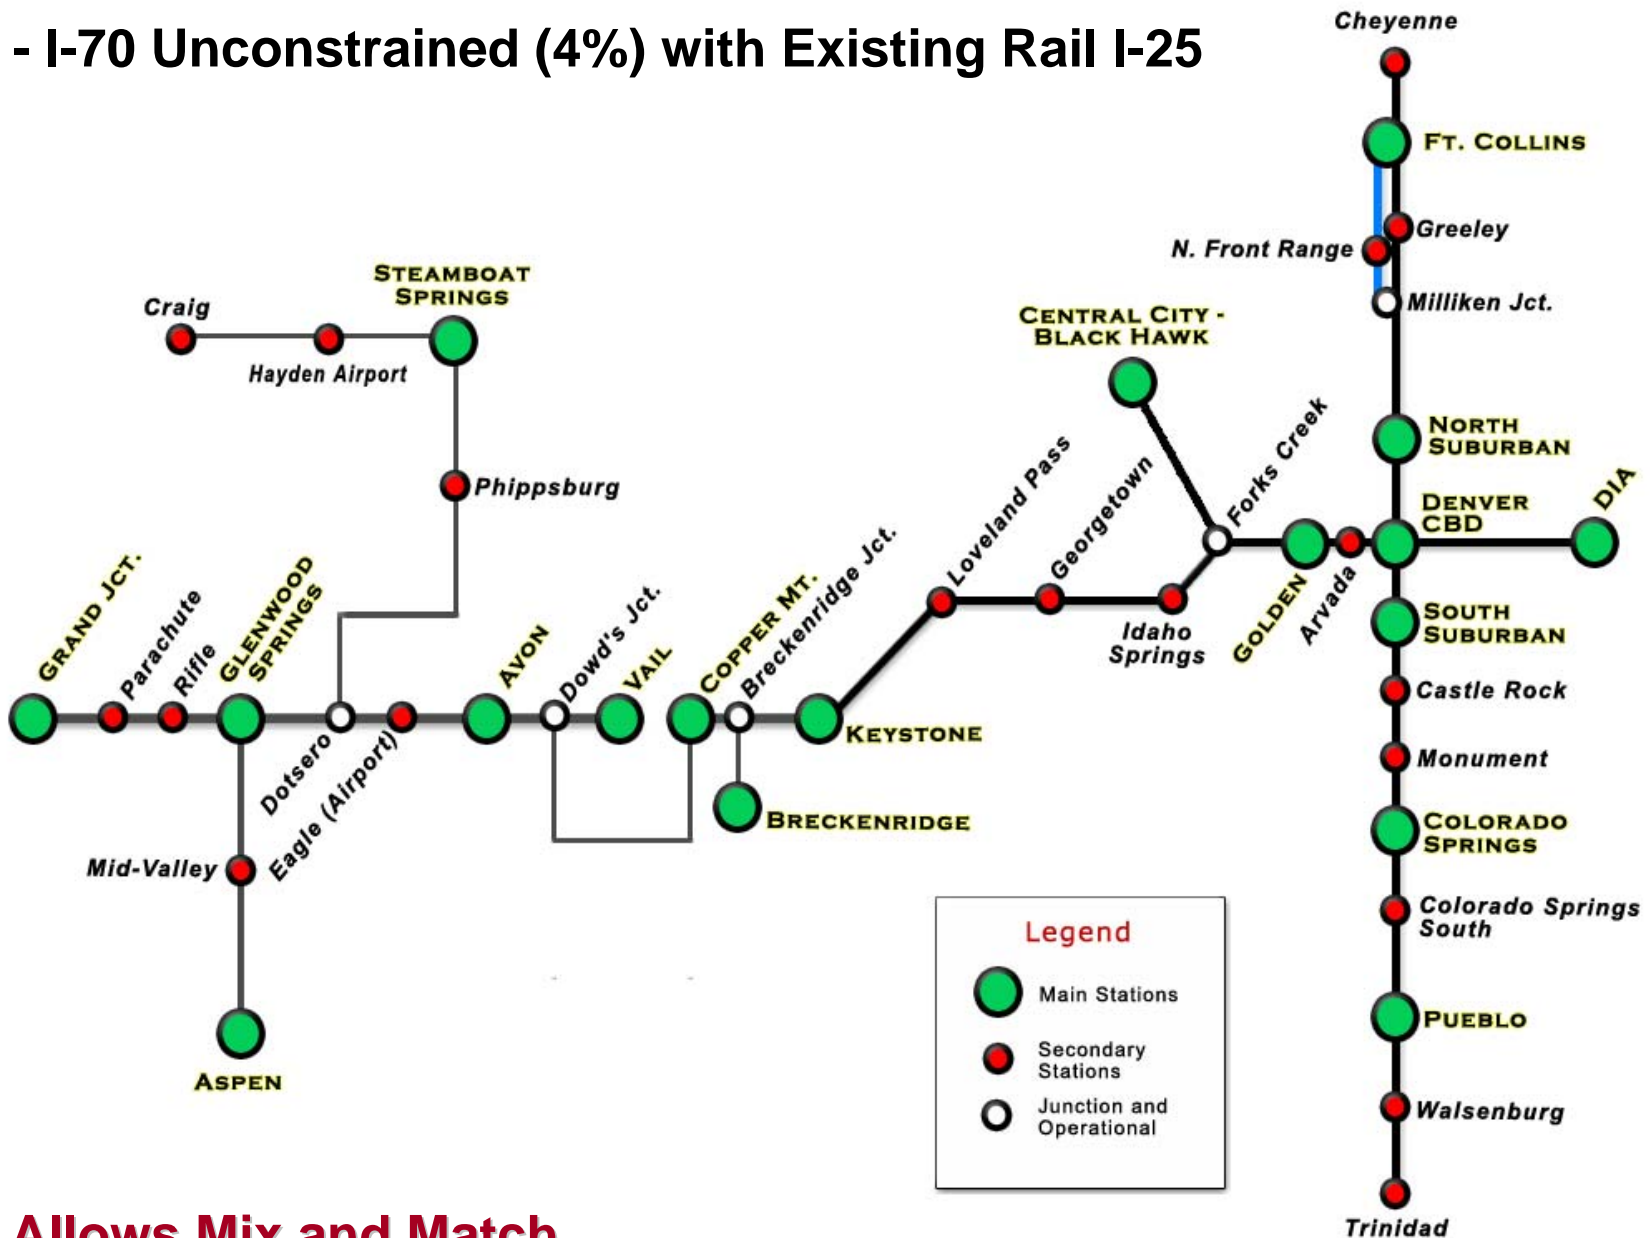 - I-70 Unconstrained (4%) with Existing Rail I-25
Cheyenne
FT. COLLINS
Greeley
N. Front Range
Milliken Jct.
STEAMBOAT
SPRINGS
Craig
Hayden Airport
CENTRAL CITY -
BLACK HAWK
NORTH
SUBURBAN
Phippsburg
Loveland Pass
Georgetown
Forks Creek
DENVER
CBD
DIA
GRAND JCT.
Parachute
Rifle
GLENWOOD
SPRINGS
AVON
Dowd's Jct.
VAIL
COPPER MT.
Breckenridge Jct.
Idaho
Springs
GOLDEN
Arvada
SOUTH
SUBURBAN
Castle Rock
KEYSTONE
Monument
Dotsero
Eagle (Airport)
BRECKENRIDGE
COLORADO
SPRINGS
Mid-Valley
Colorado Springs
South
Legend
Main Stations
Secondary
Stations
Junction and
Operational
PUEBLO
ASPEN
Walsenburg
Trinidad
Allows Mix and Match